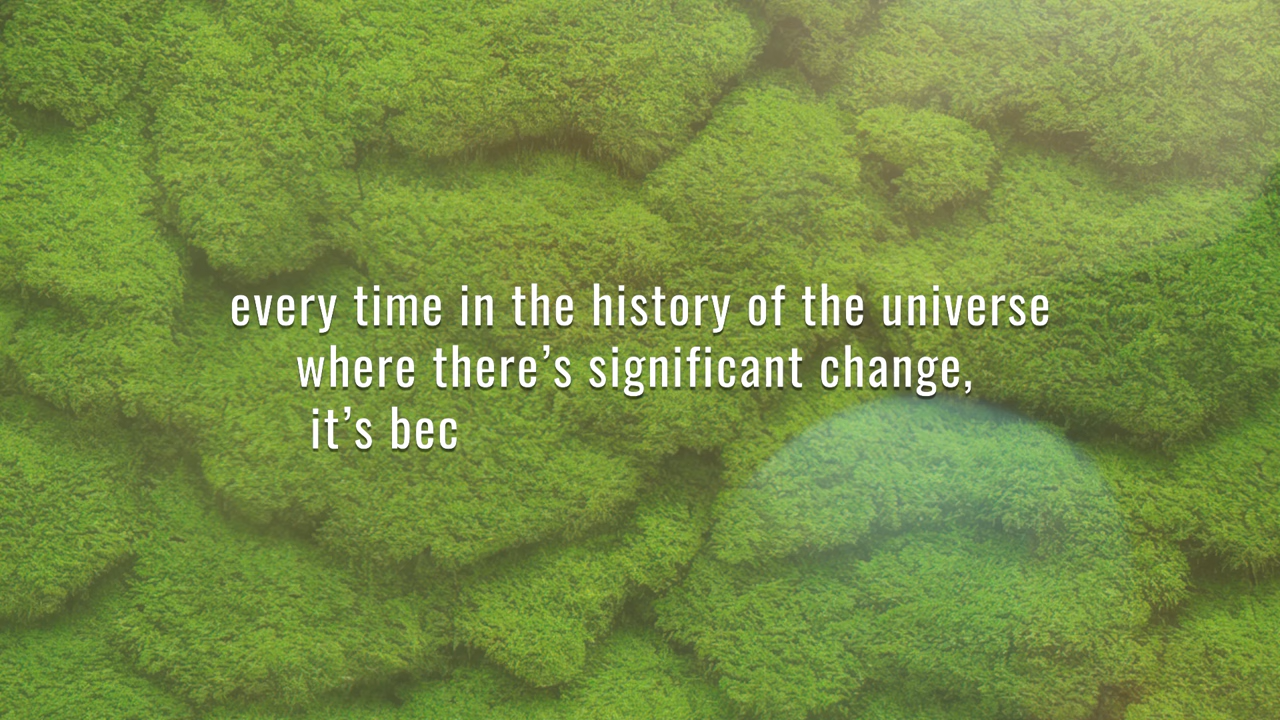 every time in the history of the universe
where there’s significant change,
it’s bec